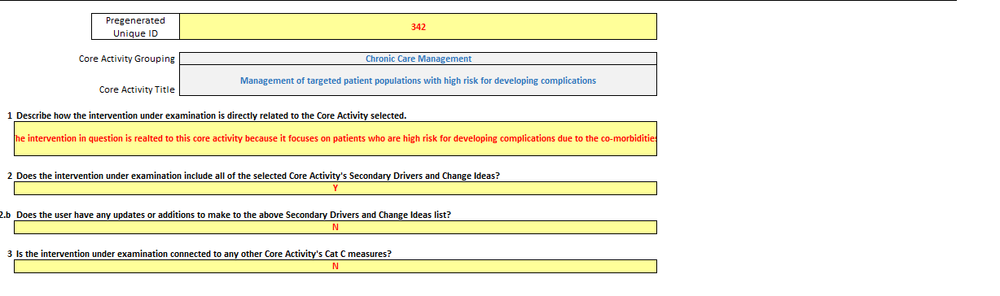 Pregenerated
Unique ID
342
Core Activity Grouping
Chronic Care Management
Core Activity Title
Management of targeted patient populations with high risk for developing complications
1 Describe how the intervention under examination is directly related to the Core Activity selected.
he intervention in question is realted to this core activity because it focuses on patients who are high risk for developing complications due to the co-morbidities
2 Does the intervention under examination include all of the selected Core Activity's Secondary Drivers and Change Ideas?
Y
2.b Does the user have any updates or additions to make to the above Secondary Drivers and Change Ideas list?
N
3 Is the intervention under examination connected to any other Core Activity's Cat C measures?
N